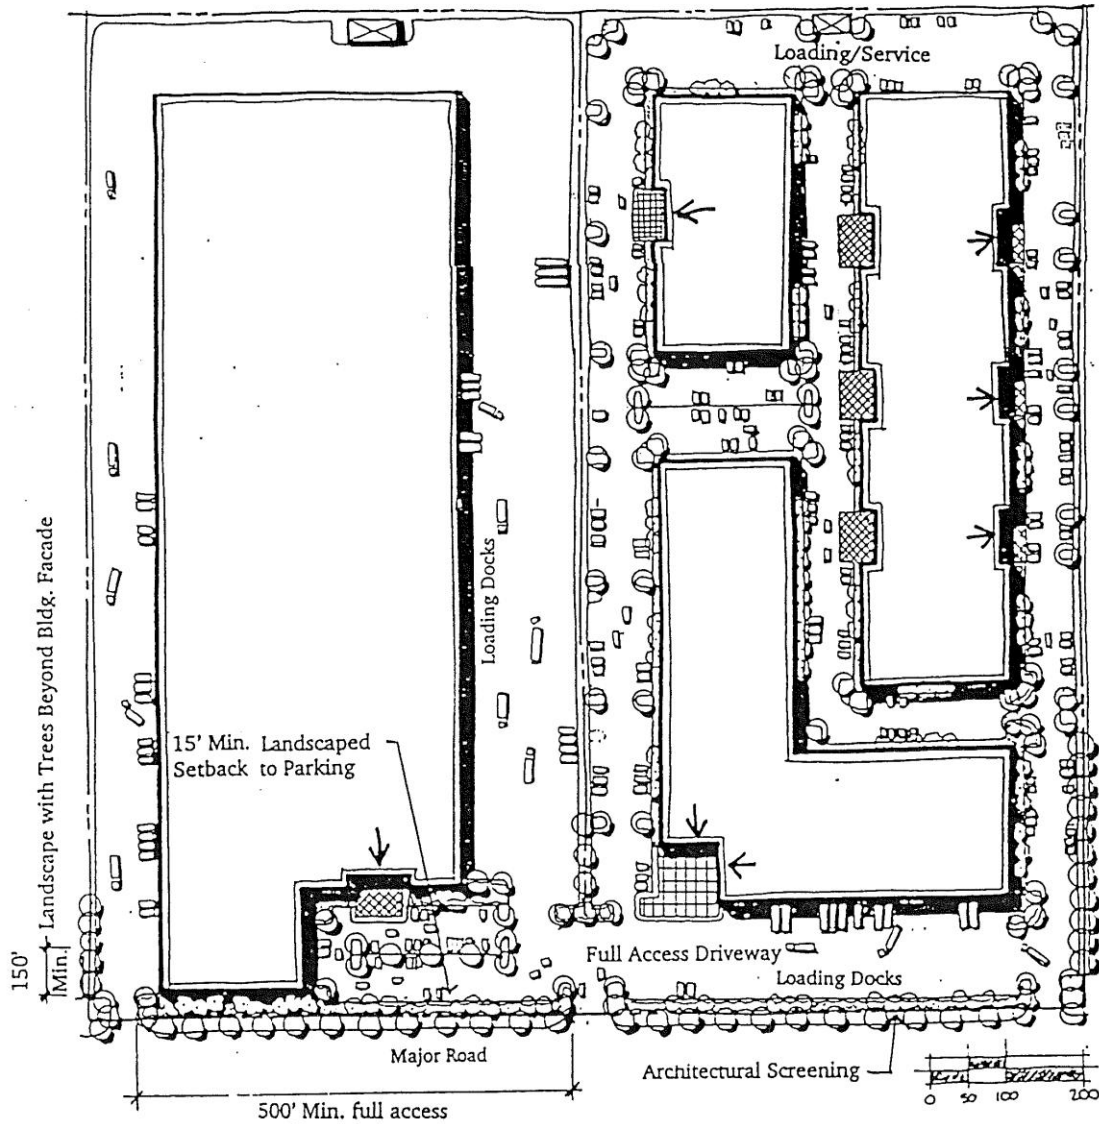 Loading/Service
Landscape with Trees Beyond Bldg. Facade
150'
Min.
Loading Docks
15' Min. Landscaped
Setback to Parking
Full Access Driveway
Loading Docks
Major Road
Architectural Screening
500' Min. full access
0 50 100 200